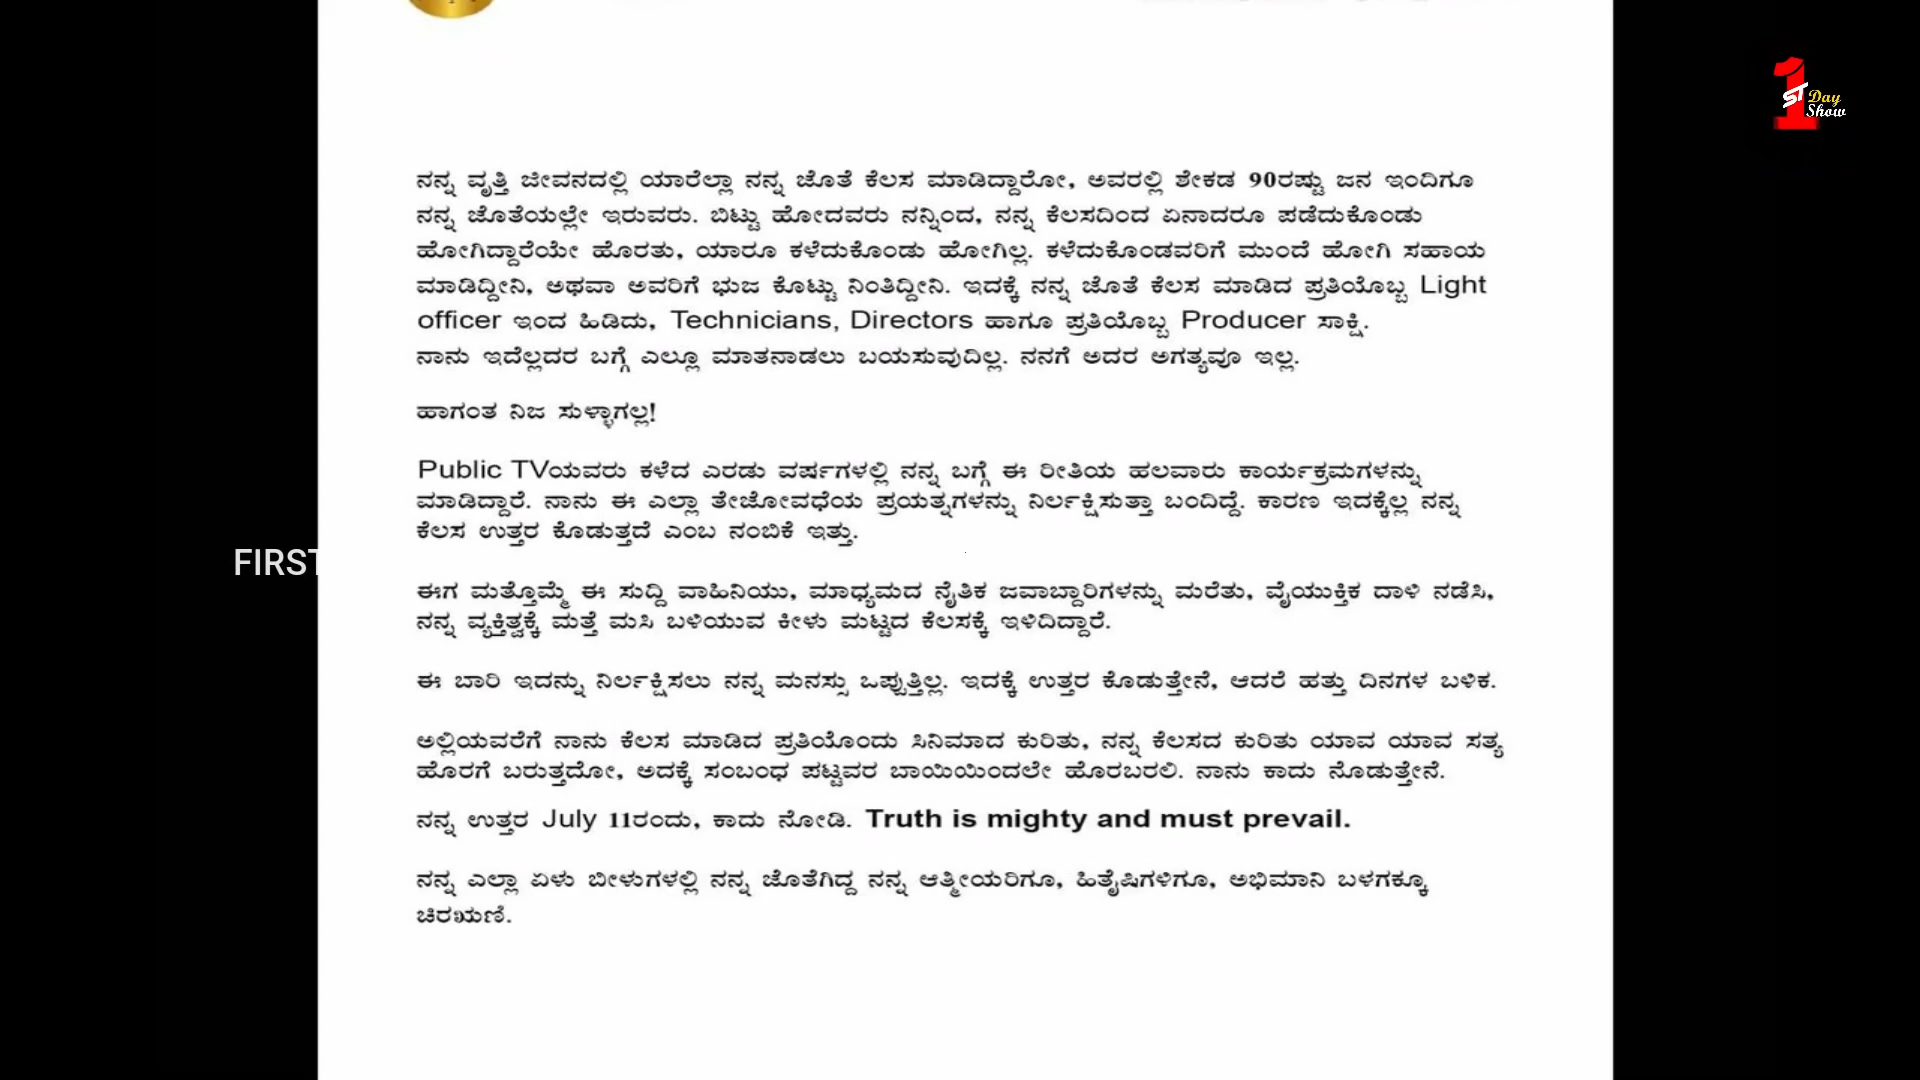 1ST Day Show
ನನ್ನ ವೃತ್ತಿ ಜೀವನದಲ್ಲಿ ಯಾರೆಲ್ಲಾ ನನ್ನ ಜೊತೆ ಕೆಲಸ ಮಾಡಿದ್ದಾರೋ, ಅವರಲ್ಲಿ ಶೇಕಡ 90ರಷ್ಟು ಜನ ಇಂದಿಗೂ
ನನ್ನ ಜೊತೆಯಲ್ಲೇ ಇರುವರು. ಬಿಟ್ಟು ಹೋದವರು ನನ್ನಿಂದ, ನನ್ನ ಕೆಲಸದಿಂದ ಏನಾದರೂ ಪಡೆದುಕೊಂಡು
ಹೋಗಿದ್ದಾರೆಯೇ ಹೊರತು, ಯಾರೂ ಕಳೆದುಕೊಂಡು ಹೋಗಿಲ್ಲ. ಕಳೆದುಕೊಂಡವರಿಗೆ ಮುಂದೆ ಹೋಗಿ ಸಹಾಯ
ಮಾಡಿದ್ದೀನಿ, ಅಥವಾ ಅವರಿಗೆ ಭುಜ ಕೊಟ್ಟು ನಿಂತಿದ್ದೀನಿ. ಇದಕ್ಕೆ ನನ್ನ ಜೊತೆ ಕೆಲಸ ಮಾಡಿದ ಪ್ರತಿಯೊಬ್ಬ Light
officer ಇಂದ ಹಿಡಿದು, Technicians, Directors ಹಾಗೂ ಪ್ರತಿಯೊಬ್ಬ Producer ಸಾಕ್ಷಿ.
ನಾನು ಇದೆಲ್ಲದರ ಬಗ್ಗೆ ಎಲ್ಲೂ ಮಾತನಾಡಲು ಬಯಸುವುದಿಲ್ಲ. ನನಗೆ ಅದರ ಅಗತ್ಯವೂ ಇಲ್ಲ.
ಹಾಗಂತ ನಿಜ ಸುಳ್ಳಾಗಲ್ಲ!
Public TVಯವರು ಕಳೆದ ಎರಡು ವರ್ಷಗಳಲ್ಲಿ ನನ್ನ ಬಗ್ಗೆ ಈ ರೀತಿಯ ಹಲವಾರು ಕಾರ್ಯಕ್ರಮಗಳನ್ನು
ಮಾಡಿದ್ದಾರೆ. ನಾನು ಈ ಎಲ್ಲಾ ತೇಜೋವಧೆಯ ಪ್ರಯತ್ನಗಳನ್ನು ನಿರ್ಲಕ್ಷಿಸುತ್ತಾ ಬಂದಿದ್ದೆ. ಕಾರಣ ಇದಕ್ಕೆಲ್ಲ ನನ್ನ
ಕೆಲಸ ಉತ್ತರ ಕೊಡುತ್ತದೆ ಎಂಬ ನಂಬಿಕೆ ಇತ್ತು.
FIRST
ಈಗ ಮತ್ತೊಮ್ಮೆ ಈ ಸುದ್ದಿ ವಾಹಿನಿಯು, ಮಾಧ್ಯಮದ ನೈತಿಕ ಜವಾಬ್ದಾರಿಗಳನ್ನು ಮರೆತು, ವೈಯುಕ್ತಿಕ ದಾಳಿ ನಡೆಸಿ,
ನನ್ನ ವ್ಯಕ್ತಿತ್ವಕ್ಕೆ ಮತ್ತೆ ಮಸಿ ಬಳಿಯುವ ಕೀಳು ಮಟ್ಟದ ಕೆಲಸಕ್ಕೆ ಇಳಿದಿದ್ದಾರೆ.
ಈ ಬಾರಿ ಇದನ್ನು ನಿರ್ಲಕ್ಷಿಸಲು ನನ್ನ ಮನಸ್ಸು ಒಪ್ಪುತ್ತಿಲ್ಲ. ಇದಕ್ಕೆ ಉತ್ತರ ಕೊಡುತ್ತೇನೆ, ಆದರೆ ಹತ್ತು ದಿನಗಳ ಬಳಿಕ.
ಅಲ್ಲಿಯವರೆಗೆ ನಾನು ಕೆಲಸ ಮಾಡಿದ ಪ್ರತಿಯೊಂದು ಸಿನಿಮಾದ ಕುರಿತು, ನನ್ನ ಕೆಲಸದ ಕುರಿತು ಯಾವ ಯಾವ ಸತ್ಯ
ಹೊರಗೆ ಬರುತ್ತದೋ, ಅದಕ್ಕೆ ಸಂಬಂಧ ಪಟ್ಟವರ ಬಾಯಿಯಿಂದಲೇ ಹೊರಬರಲಿ. ನಾನು ಕಾದು ನೊಡುತ್ತೇನೆ.
ನನ್ನ ಉತ್ತರ July 11ರಂದು, ಕಾದು ನೋಡಿ. Truth is mighty and must prevail.
ನನ್ನ ಎಲ್ಲಾ ಏಳು ಬೀಳುಗಳಲ್ಲಿ ನನ್ನ ಜೊತೆಗಿದ್ದ ನನ್ನ ಆತ್ಮೀಯರಿಗೂ, ಹಿತೈಷಿಗಳಿಗೂ, ಅಭಿಮಾನಿ ಬಳಗಕ್ಕೂ
ಚಿರಋಣಿ.